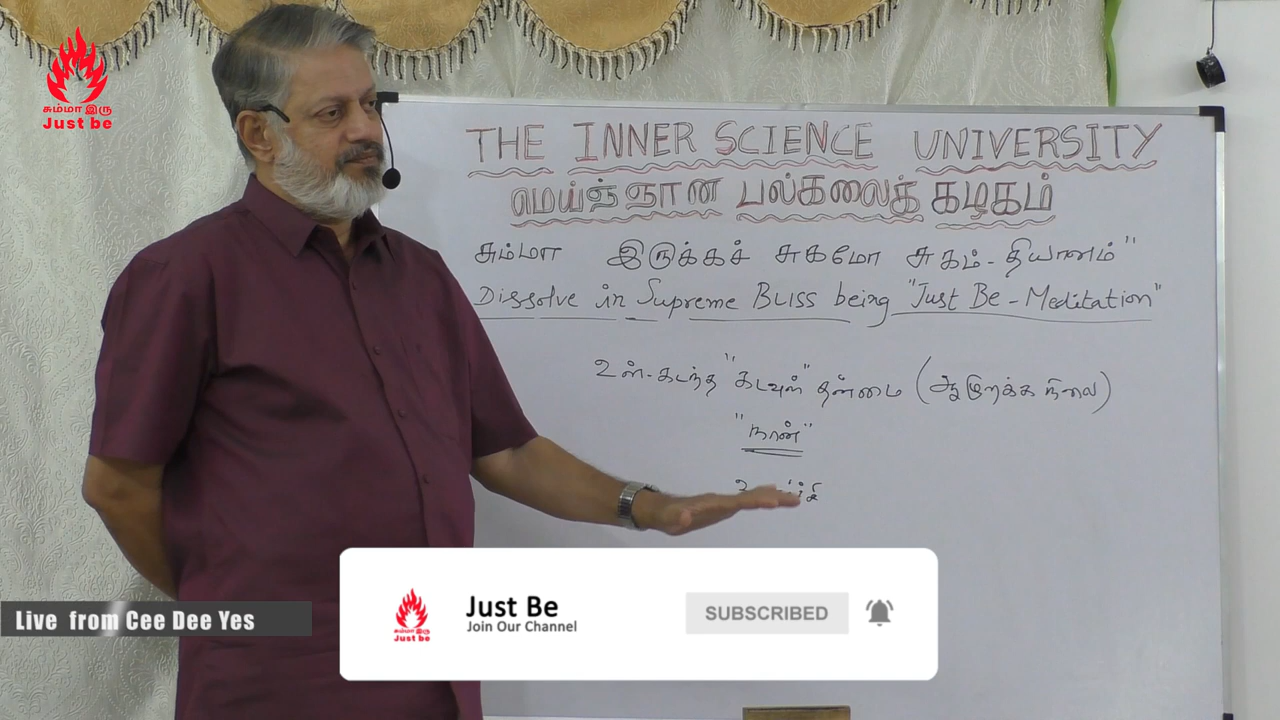 சும்மா இரு
Just be
THE INNER SCIENCE UNIVERSITY
மெய்ஞ்ஞான பல்கலைக் கழகம்
சும்மா இருக்கச் சுகமோ சுகம் - தியானம்"
Dissolve in Supreme BLISS being "Just Be - Meditation"
உள்-கடந்த "கடவுள்" தன்மை (ஆழுறக்க நிலை)
"நான்"
Live from Cee Dee Yes
சும்மா இரு
Just be
Just Be
Join Our Channel
SUBSCRIBED